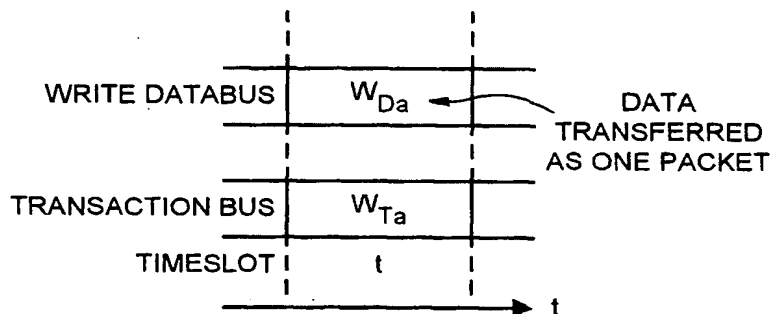 WRITE DATABUS
W_Da
DATA
TRANSFERRED
AS ONE PACKET
TRANSACTION BUS
W_Ta
TIMESLOT
t
t